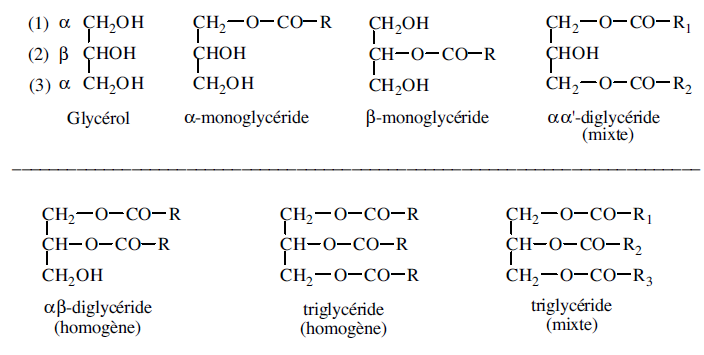 (1) α CH₂OH
(2) β CHOH
(3) α CH₂OH
Glycérol
CH₂—O—CO—R
CHOH
CH₂OH
α-monoglycéride
CH₂OH
CH—O—CO—R
CH₂OH
β-monoglycéride
CH₂—O—CO—R₁
CHOH
CH₂—O—CO—R₂
αα'-diglycéride
(mixte)
CH₂—O—CO—R
CH—O—CO—R
CH₂OH
αβ-diglycéride
(homogène)
CH₂—O—CO—R
CH—O—CO—R
CH₂—O—CO—R
triglycéride
(homogène)
CH₂—O—CO—R₁
CH—O—CO—R₂
CH₂—O—CO—R₃
triglycéride
(mixte)